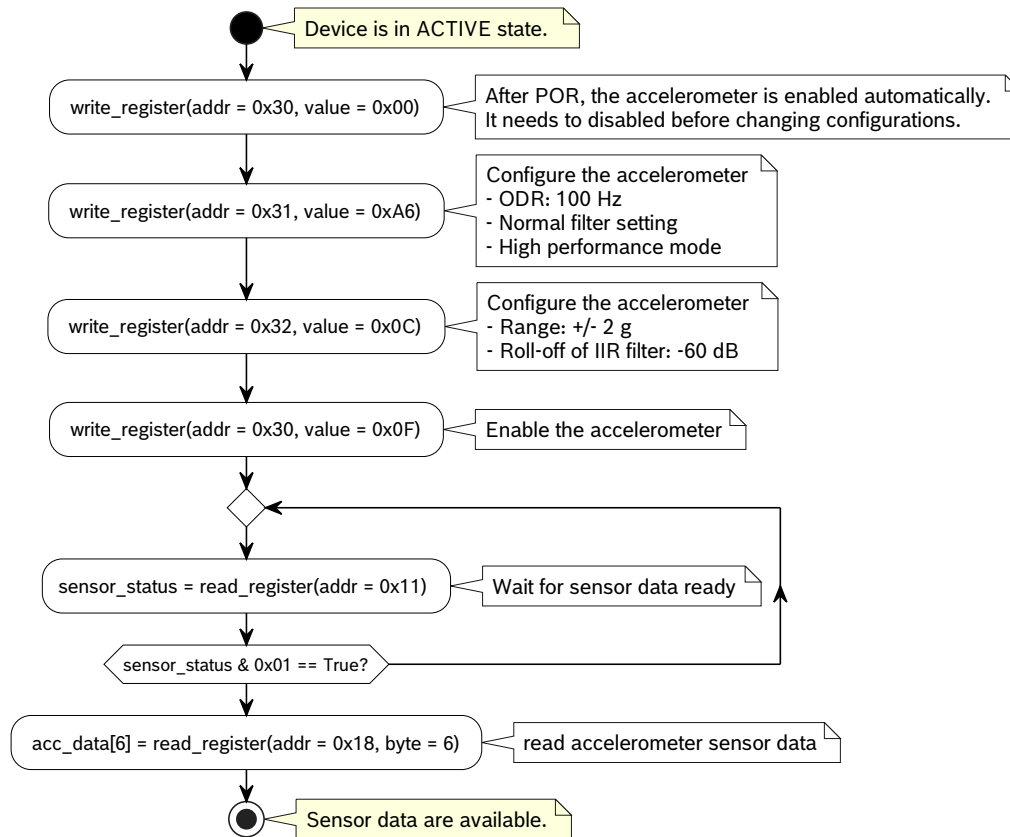 Device is in ACTIVE state.
write_register(addr = 0x30, value = 0x00)
After POR, the accelerometer is enabled automatically.
It needs to disabled before changing configurations.
write_register(addr = 0x31, value = 0xA6)
Configure the accelerometer
- ODR: 100 Hz
- Normal filter setting
- High performance mode
write_register(addr = 0x32, value = 0x0C)
Configure the accelerometer
- Range: +/- 2 g
- Roll-off of IIR filter: -60 dB
write_register(addr = 0x30, value = 0x0F)
Enable the accelerometer
sensor_status = read_register(addr = 0x11)
Wait for sensor data ready
sensor_status & 0x01 == True?
acc_data[6] = read_register(addr = 0x18, byte = 6)
read accelerometer sensor data
Sensor data are available.